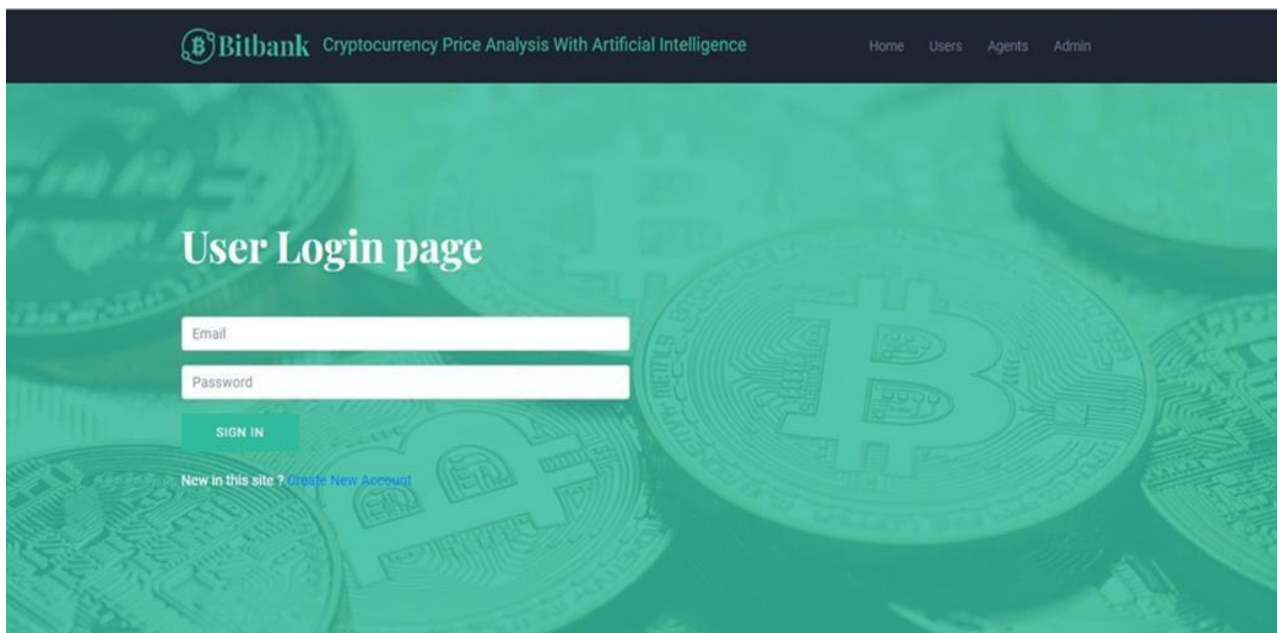 Bitbank Cryptocurrency Price Analysis With Artificial Intelligence
Home Users Agents Admin
User Login page
Email
Password
SIGN IN
New in this site ? Create New Account